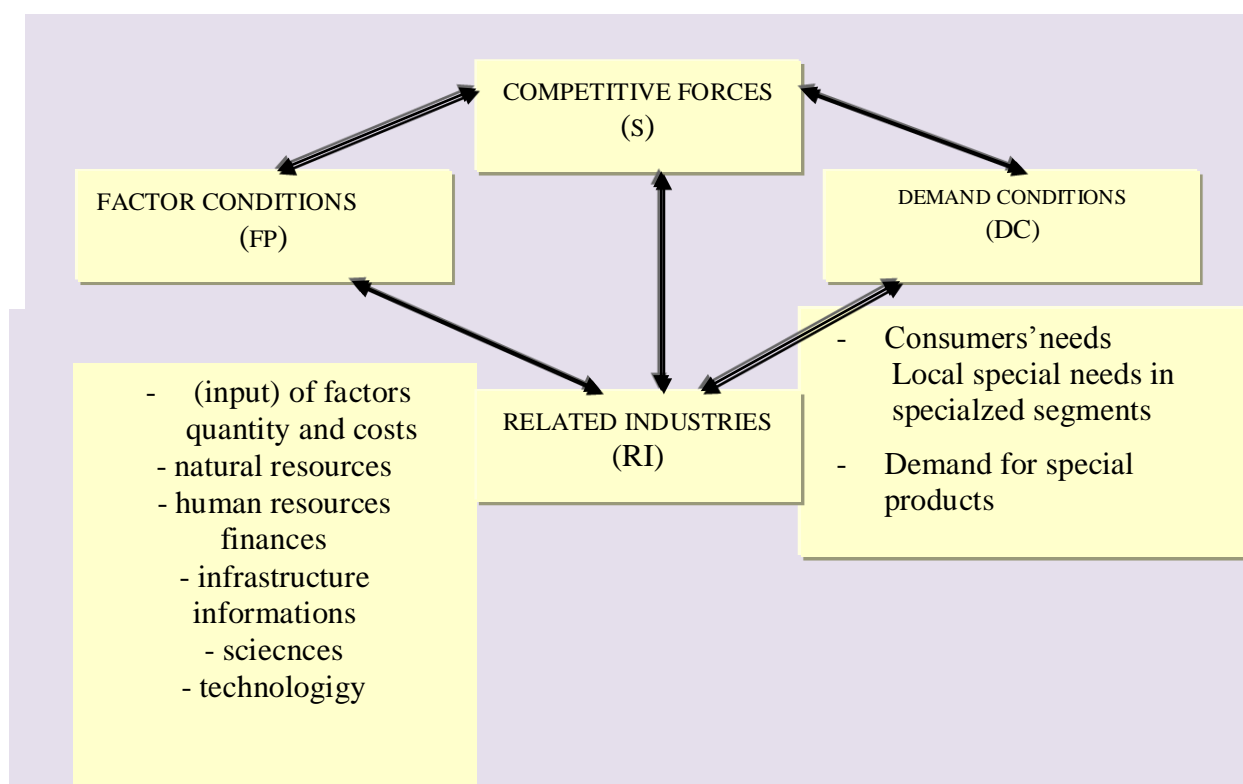 COMPETITIVE FORCES
(S)
FACTOR CONDITIONS
(FP)
DEMAND CONDITIONS
(DC)
RELATED INDUSTRIES
(RI)
- (input) of factors
quantity and costs
- natural resources
- human resources
finances
- infrastructure
informations
- sciecnces
- technologigy
- Consumers'needs
Local special needs in
specialzed segments
- Demand for special
products